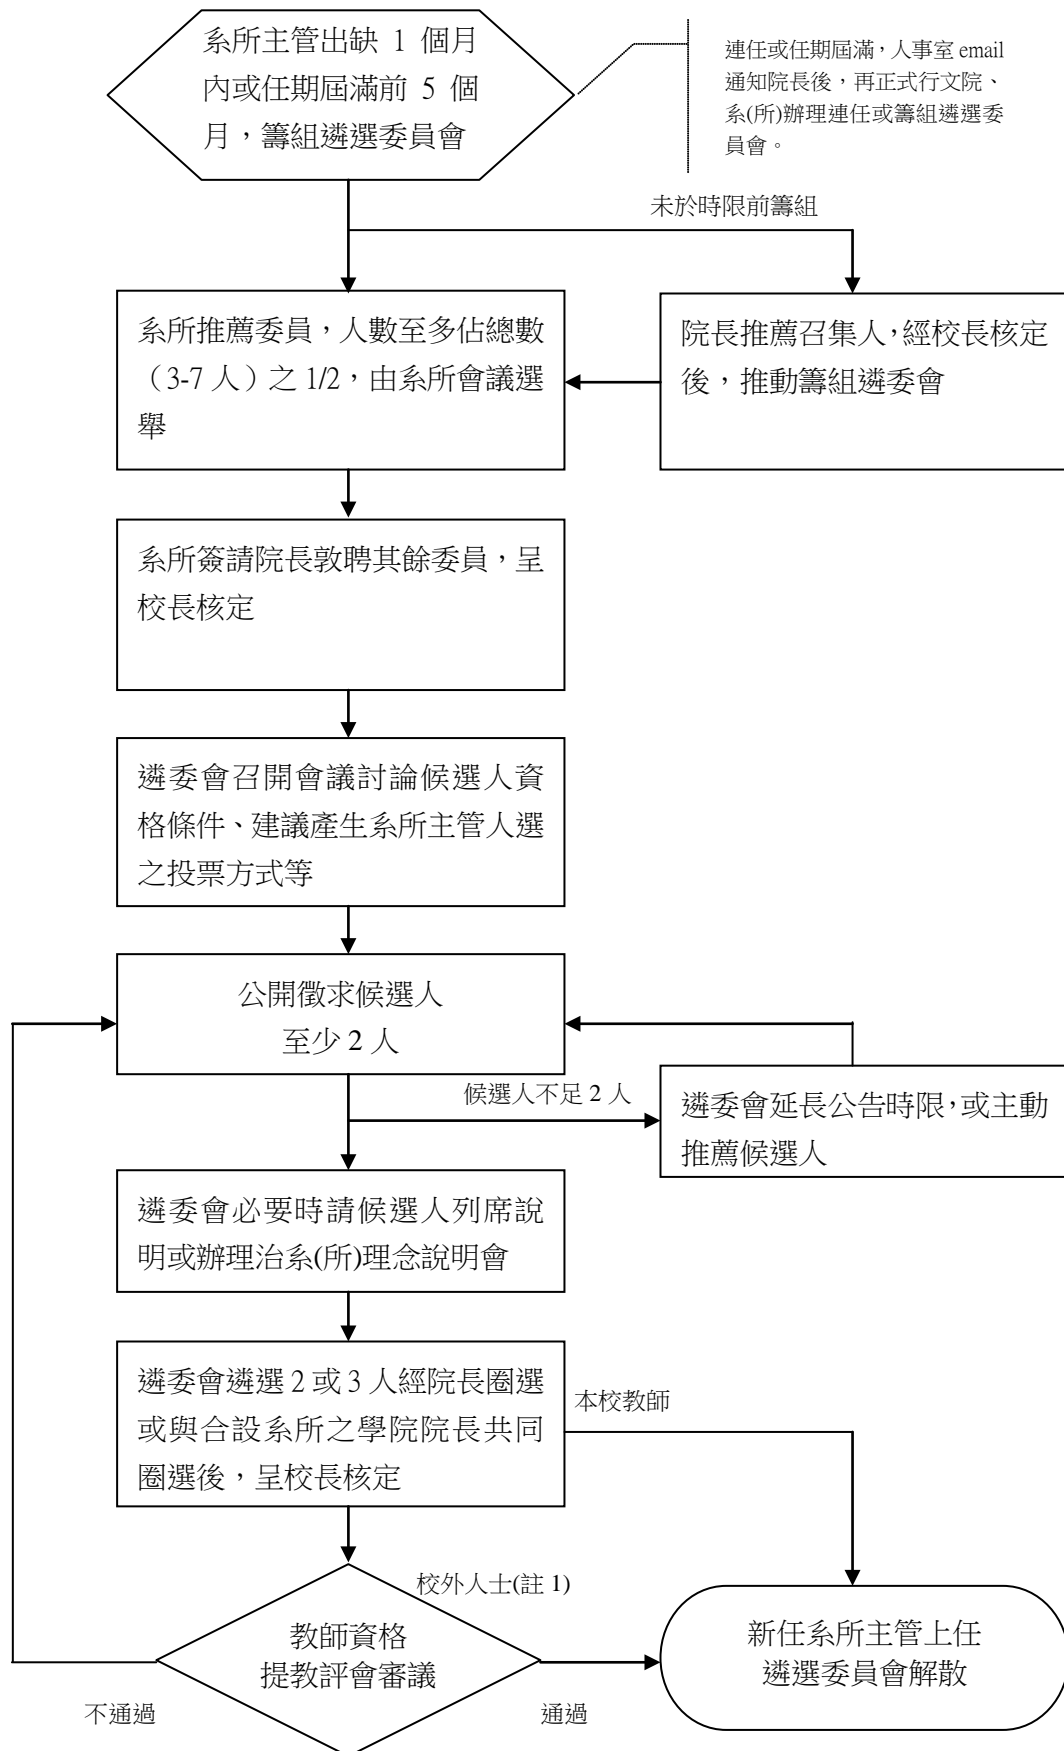 系所主管出缺 1 個月
內或任期屆滿前 5 個
月，籌組遴選委員會
連任或任期屆滿，人事室 email
通知院長後，再正式行文院、
系(所)辦理連任或籌組遴選委
員會。
未於時限前籌組
系所推薦委員，人數至多佔總數
（3-7 人）之 1/2，由系所會議選
舉
院長推薦召集人，經校長核定
後，推動籌組遴委會
系所簽請院長敦聘其餘委員，呈
校長核定
遴委會召開會議討論候選人資
格條件、建議產生系所主管人選
之投票方式等
公開徵求候選人
至少 2 人
候選人不足 2 人
遴委會延長公告時限，或主動
推薦候選人
遴委會必要時請候選人列席說
明或辦理治系(所)理念說明會
遴委會遴選 2 或 3 人經院長圈選
或與合設系所之學院院長共同
圈選後，呈校長核定
本校教師
校外人士(註 1)
教師資格
提教評會審議
新任系所主管上任
遴選委員會解散
不通過
通過